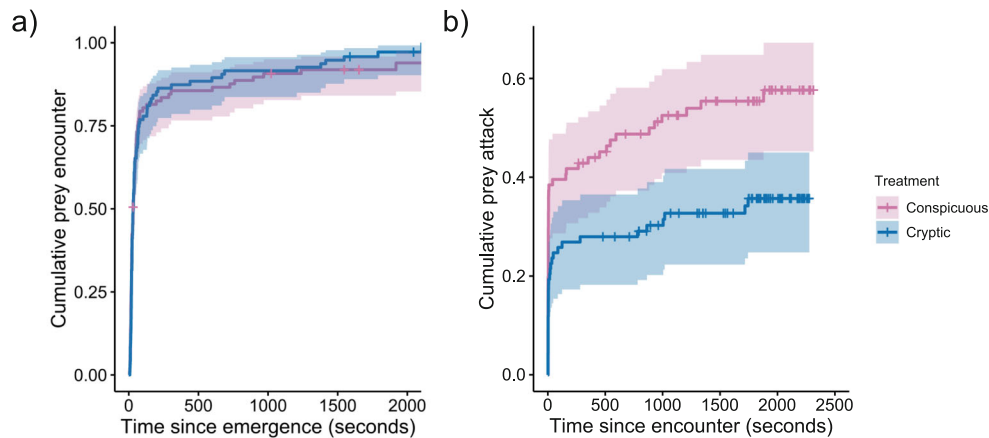 a)
Cumulative prey encounter
1.00
0.75
0.50
0.25
0.00
0
500
1000
1500
2000
Time since emergence (seconds)
b)
Cumulative prey attack
0.6
0.4
0.2
0.0
0
500
1000
1500
2000
2500
Time since encounter (seconds)
Treatment
Conspicuous
Cryptic